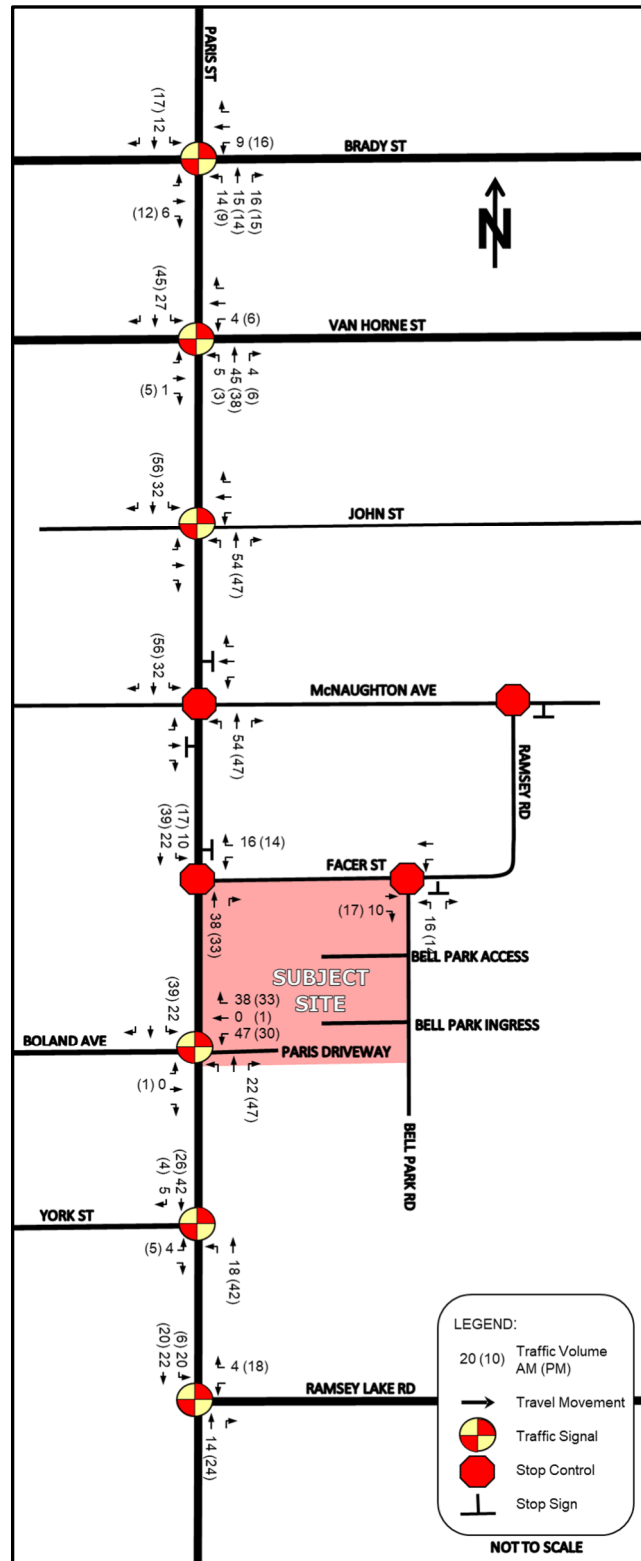 PARIS ST
(17) 12
9 (16)
BRADY ST
(12) 6
14 (9)
15 (14)
16 (15)
N
(45) 27
4 (6)
VAN HORNE ST
(5) 1
5 (3)
45 (38)
4 (6)
(56) 32
JOHN ST
54 (47)
(56) 32
McNAUGHTON AVE
54 (47)
RAMSEY RD
(39) 22
(17) 10
16 (14)
FACER ST
38 (33)
(17) 10
16 (14
SUBJECT
SITE
BELL PARK ACCESS
(39) 22
38 (33)
0 (1)
47 (30)
BELL PARK INGRESS
BOLAND AVE
PARIS DRIVEWAY
(1) 0
22 (47)
BELL PARK RD
(4) 5
(26) 42
YORK ST
(5) 4
18 (42)
(20) 22
(6) 20
4 (18)
RAMSEY LAKE RD
14 (24)
LEGEND:
20 (10) Traffic Volume
AM (PM)
Travel Movement
Traffic Signal
Stop Control
Stop Sign
NOT TO SCALE